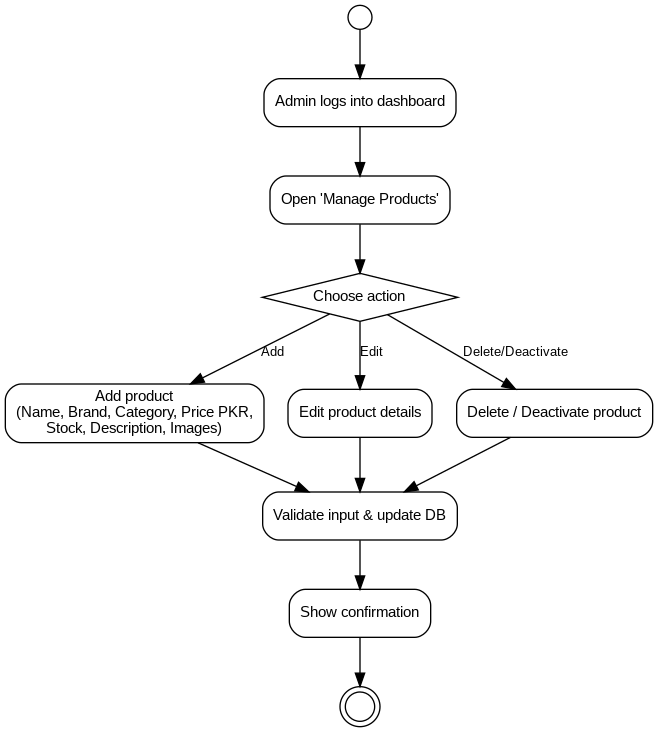 Admin logs into dashboard
Open 'Manage Products'
Choose action
Add
Edit
Delete/Deactivate
Add product
(Name, Brand, Category, Price PKR,
Stock, Description, Images)
Edit product details
Delete / Deactivate product
Validate input & update DB
Show confirmation